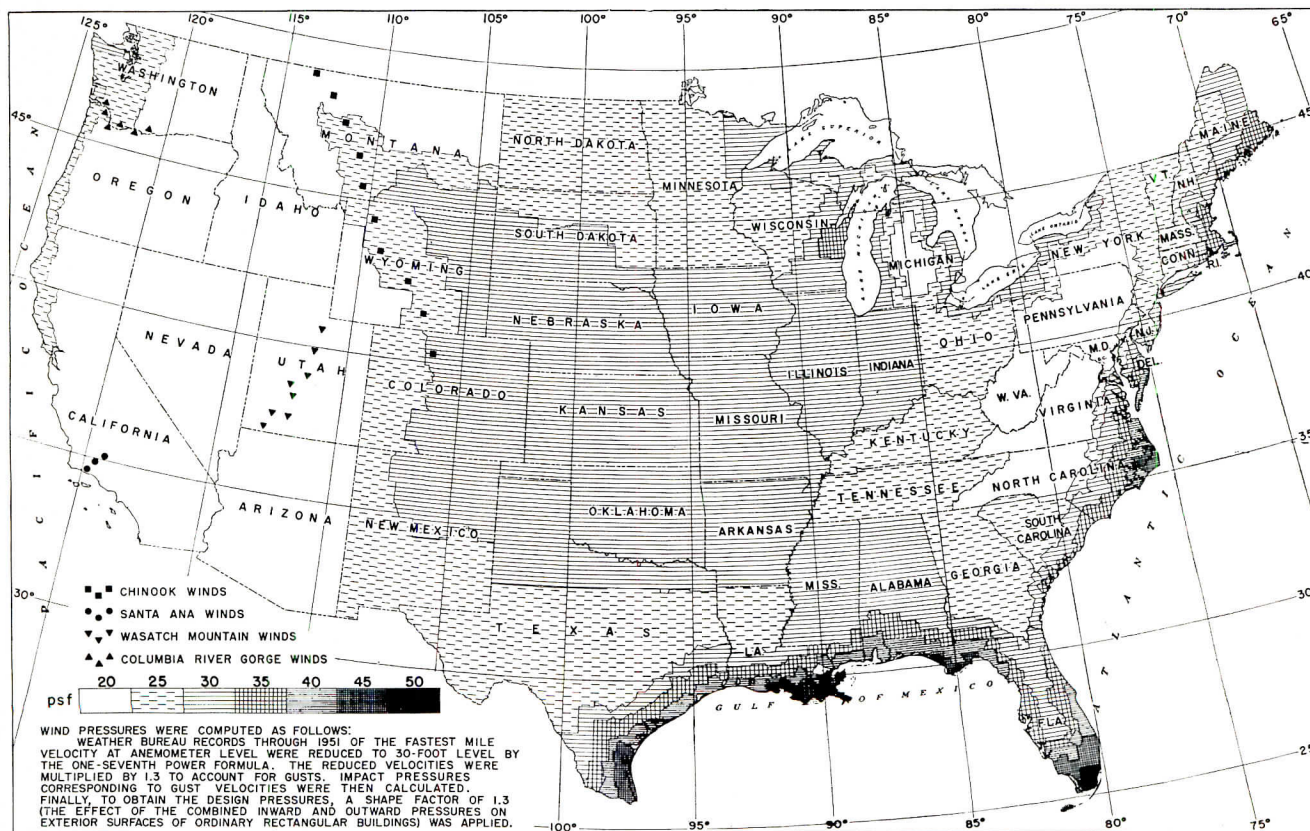 125° 120° 115° 110° 105° 100° 95° 90° 85° 80° 75° 70° 65°
WASHINGTON
MONTANA
NORTH DAKOTA
MINNESOTA
LAKE SUPERIOR
MAINE
45°
45°
OREGON
IDAHO
SOUTH DAKOTA
WISCONSIN
MICHIGAN
LAKE ONTARIO
NEW YORK
VT.
N.H.
MASS.
CONN.
R.I.
WYOMING
40°
40°
NEBRASKA
IOWA
PENNSYLVANIA
N.J.
M.D.
DEL.
NEVADA
UTAH
COLORADO
KANSAS
MISSOURI
ILLINOIS
INDIANA
OHIO
W. VA.
VIRGINIA
KENTUCKY
CALIFORNIA
35°
35°
ARIZONA
NEW MEXICO
OKLAHOMA
ARKANSAS
TENNESSEE
NORTH CAROLINA
SOUTH CAROLINA
MISS.
ALABAMA
GEORGIA
30°
30°
TEXAS
LA.
FLA.
25°
PACIFIC OCEAN
ATLANTIC OCEAN
GULF OF MEXICO
CHINOOK WINDS
SANTA ANA WINDS
WASATCH MOUNTAIN WINDS
COLUMBIA RIVER GORGE WINDS
psf 20 25 30 35 40 45 50
WIND PRESSURES WERE COMPUTED AS FOLLOWS:
WEATHER BUREAU RECORDS THROUGH 1951 OF THE FASTEST MILE
VELOCITY AT ANEMOMETER LEVEL WERE REDUCED TO 30-FOOT LEVEL BY
THE ONE-SEVENTH POWER FORMULA. THE REDUCED VELOCITIES WERE
MULTIPLIED BY 1.3 TO ACCOUNT FOR GUSTS. IMPACT PRESSURES
CORRESPONDING TO GUST VELOCITIES WERE THEN CALCULATED.
FINALLY, TO OBTAIN THE DESIGN PRESSURES, A SHAPE FACTOR OF 1.3
(THE EFFECT OF THE COMBINED INWARD AND OUTWARD PRESSURES ON
EXTERIOR SURFACES OF ORDINARY RECTANGULAR BUILDINGS) WAS APPLIED.
100° 95° 90° 85° 80° 75°